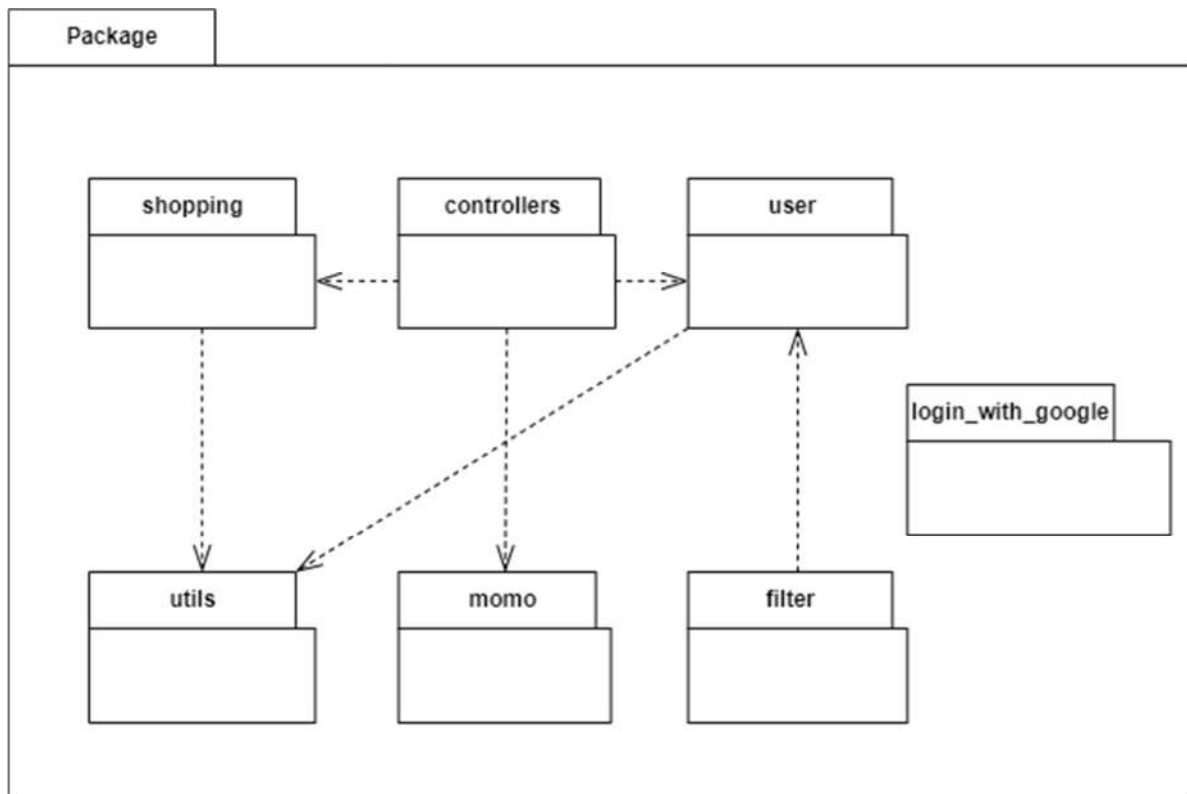 Package
shopping
controllers
user
login_with_google
utils
momo
filter